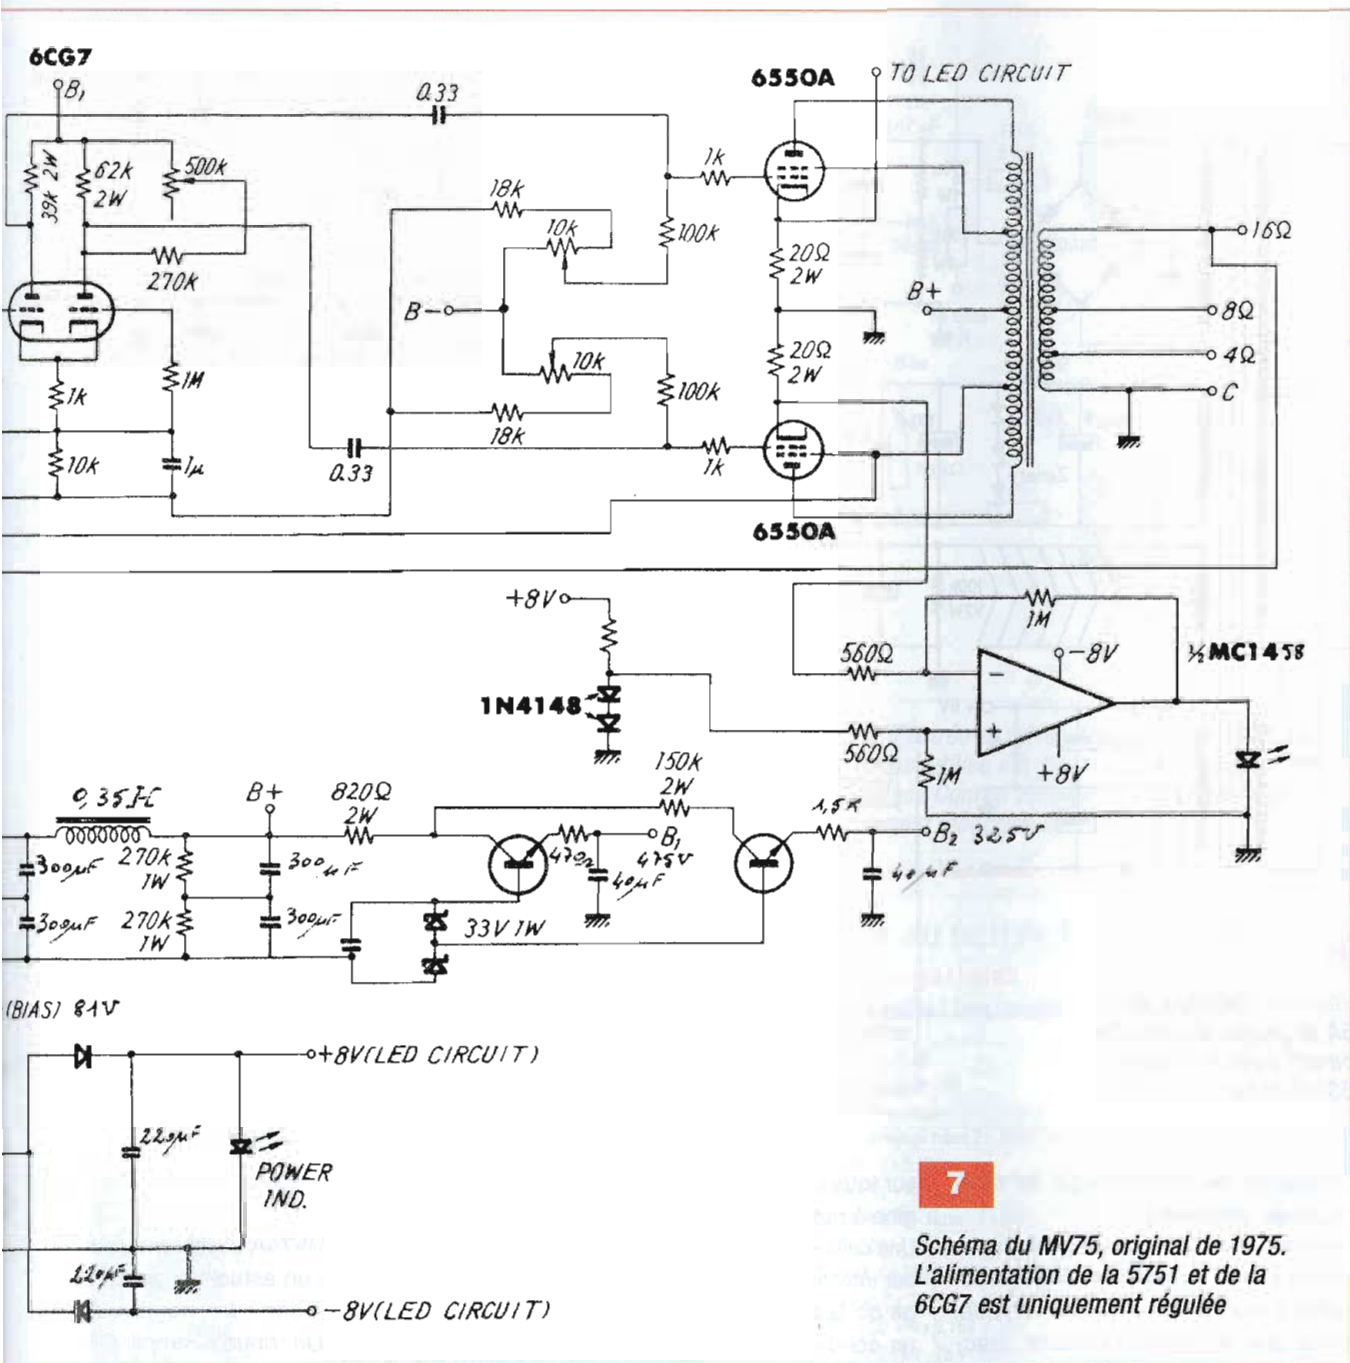 6CG7
B₁
0.33
6550A
TO LED CIRCUIT
39k 2W
62k
2W
500k
1k
18k
10k
100k
20Ω
2W
16Ω
270k
B+
B-
8Ω
1M
10k
20Ω
2W
4Ω
1k
100k
C
18k
10k
1µ
0.33
1k
6550A
+8V
1M
560Ω
-8V
½MC1458
1N4148
-
+
560Ω
1M
+8V
150k
2W
0,35H
B+
820Ω
2W
1,5K
B₂ 325V
300µF
270k
1W
300µF
47Ω
B₁
475V
40µF
40µF
300µF
270k
1W
300µF
33V 1W
(BIAS) 81V
+8V(LED CIRCUIT)
220µF
POWER
IND.
220µF
-8V(LED CIRCUIT)
7
Schéma du MV75, original de 1975.
L'alimentation de la 5751 et de la
6CG7 est uniquement régulée